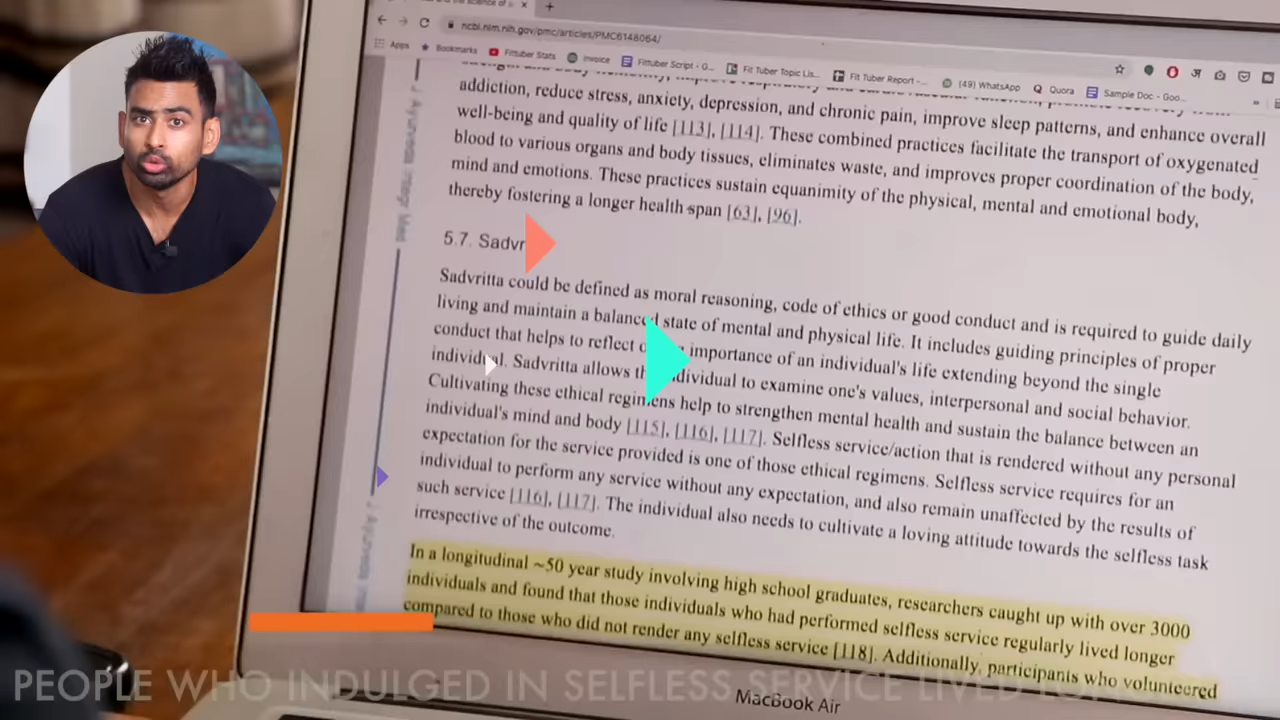 ncbi.nlm.nih.gov/pmc/articles/PMC6148064/
Apps Bookmarks Fittuber Stats Invoice Fittuber Script - G... Fit Tuber Topic Lis... Fit Tuber Report -... (49) WhatsApp Quora Sample Doc - Goo...
addiction, reduce stress, anxiety, depression, and chronic pain, improve sleep patterns, and enhance overall
well-being and quality of life [113], [114]. These combined practices facilitate the transport of oxygenated
blood to various organs and body tissues, eliminates waste, and improves proper coordination of the body,
mind and emotions. These practices sustain equanimity of the physical, mental and emotional body,
thereby fostering a longer health span [63], [96].
5.7. Sadvr
Sadvritta could be defined as moral reasoning, code of ethics or good conduct and is required to guide daily
living and maintain a balanced state of mental and physical life. It includes guiding principles of proper
conduct that helps to reflect importance of an individual's life extending beyond the single
individual. Sadvritta allows individual to examine one's values, interpersonal and social behavior.
Cultivating these ethical regimens help to strengthen mental health and sustain the balance between an
individual's mind and body [115], [116], [117]. Selfless service/action that is rendered without any personal
expectation for the service provided is one of those ethical regimens. Selfless service requires for an
individual to perform any service without any expectation, and also remain unaffected by the results of
such service [116], [117]. The individual also needs to cultivate a loving attitude towards the selfless task
irrespective of the outcome.
In a longitudinal ~50 year study involving high school graduates, researchers caught up with over 3000
individuals and found that those individuals who had performed selfless service regularly lived longer
compared to those who did not render any selfless service [118]. Additionally, participants who volunteered
PEOPLE WHO INDULGED IN SELFLESS SERVICE LIVED
MacBook Air